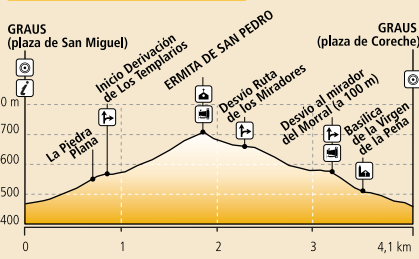 GRAUS
(plaza de San Miguel)
Inicio Derivación
de Los Templarios
ERMITA DE SAN PEDRO
GRAUS
(plaza de Coreche)
La Piedra
Plana
Desvío Ruta
de los Miradores
Desvío al mirador
del Morral (a 100 m)
Basílica
de la Virgen
de la Peña
i
0 m
700
600
500
400
0 1 2 3 4,1 km